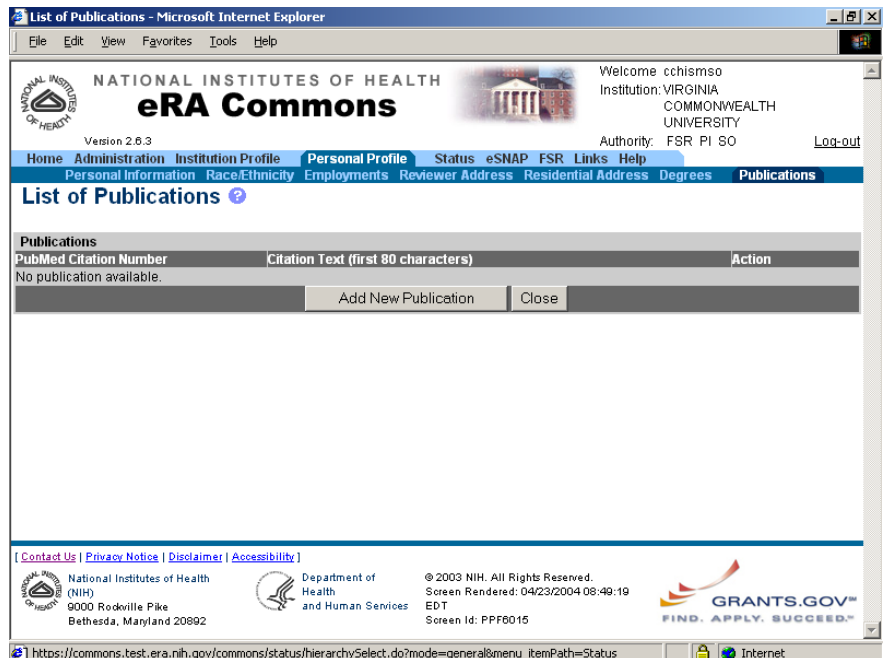 List of Publications - Microsoft Internet Explorer
File Edit View Favorites Tools Help
NATIONAL INSTITUTES OF HEALTH
eRA Commons
Version 2.6.3
Welcome cchismso
Institution: VIRGINIA
COMMONWEALTH
UNIVERSITY
Authority: FSR PI SO
Log-out
Home Administration Institution Profile Personal Profile Status eSNAP FSR Links Help
Personal Information Race/Ethnicity Employments Reviewer Address Residential Address Degrees Publications
List of Publications ?
Publications
PubMed Citation Number Citation Text (first 80 characters) Action
No publication available.
Add New Publication Close
[ Contact Us | Privacy Notice | Disclaimer | Accessibility ]
National Institutes of Health
(NIH)
9000 Rockville Pike
Bethesda, Maryland 20892
Department of
Health
and Human Services
© 2003 NIH. All Rights Reserved.
Screen Rendered: 04/23/2004 08:49:19
EDT
Screen Id: PPF6015
GRANTS.GOV℠
FIND. APPLY. SUCCEED.℠
https://commons.test.era.nih.gov/commons/status/hierarchySelect.do?mode=general&menu_itemPath=Status Internet